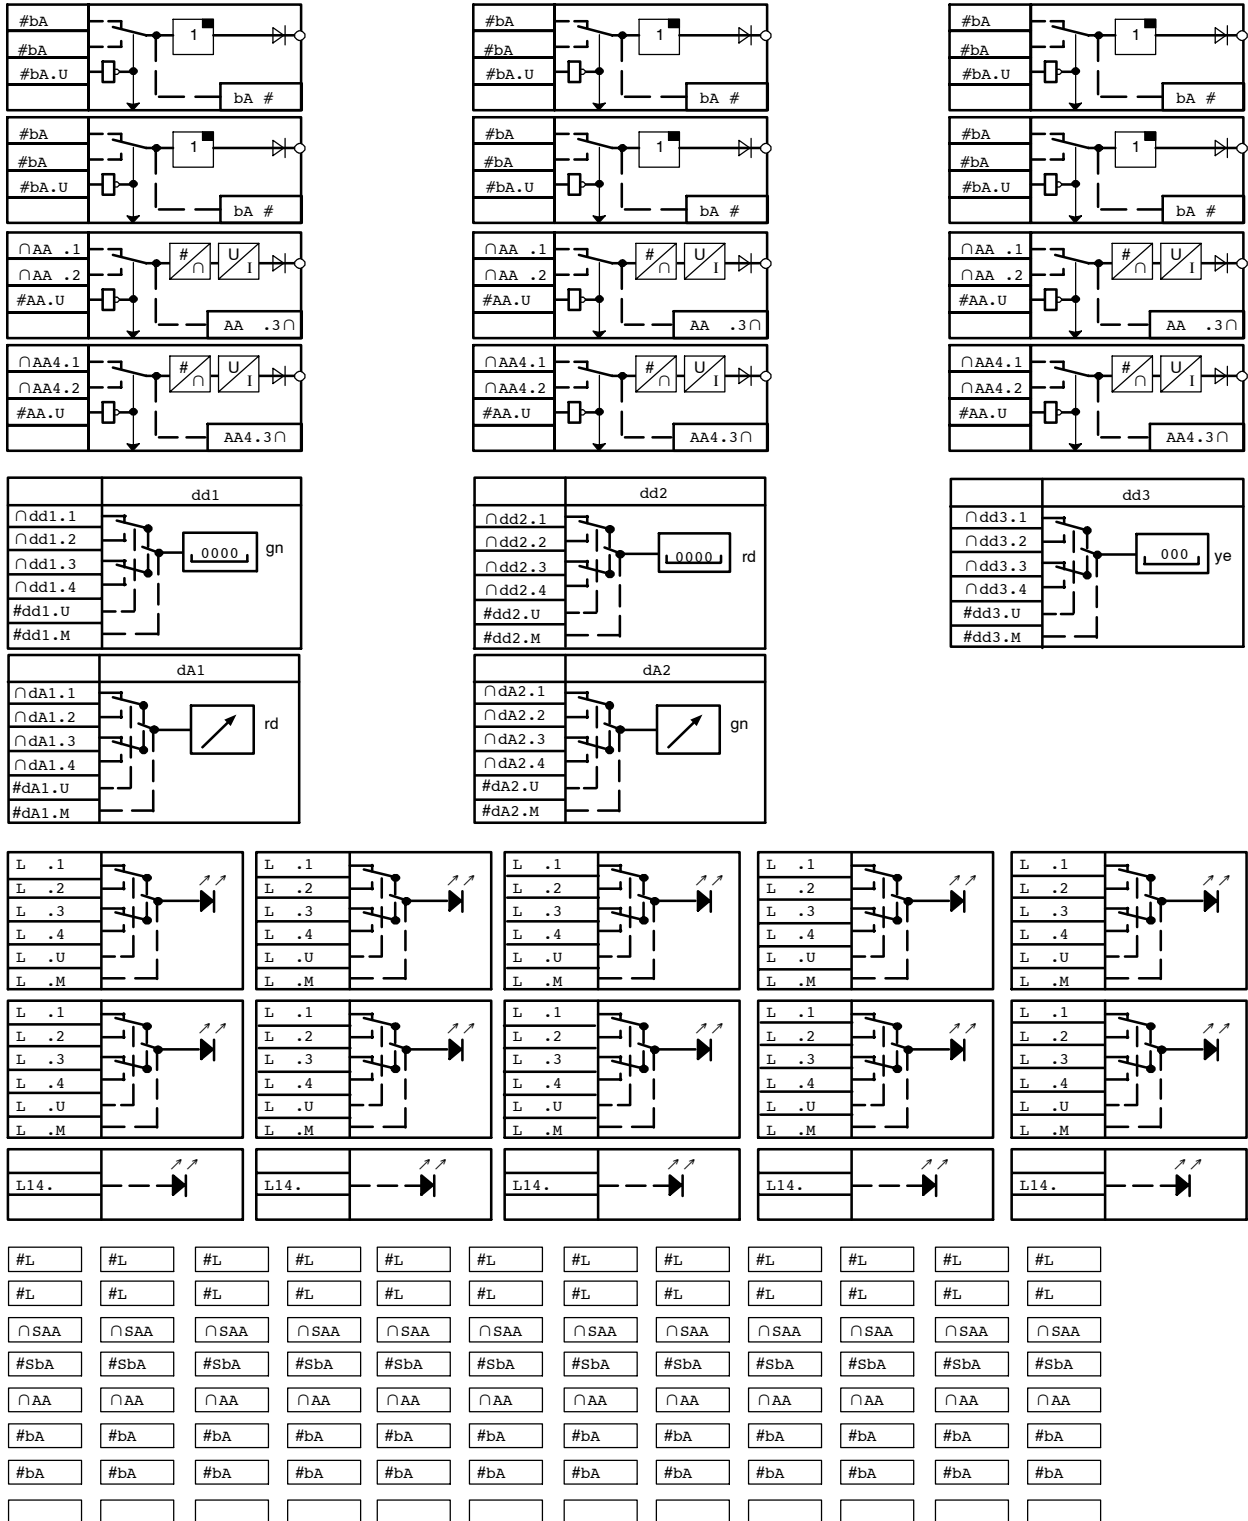 #bA 1 #bA 1 #bA 1
#bA #bA #bA
#bA.U #bA.U #bA.U
bA # bA # bA #
#bA 1 #bA 1 #bA 1
#bA #bA #bA
#bA.U #bA.U #bA.U
bA # bA # bA #
∩AA .1 #/∩ U/I ∩AA .1 #/∩ U/I ∩AA .1 #/∩ U/I
∩AA .2 ∩AA .2 ∩AA .2
#AA.U #AA.U #AA.U
AA .3∩ AA .3∩ AA .3∩
∩AA4.1 #/∩ U/I ∩AA4.1 #/∩ U/I ∩AA4.1 #/∩ U/I
∩AA4.2 ∩AA4.2 ∩AA4.2
#AA.U #AA.U #AA.U
AA4.3∩ AA4.3∩ AA4.3∩
dd1 dd2 dd3
∩dd1.1 ∩dd2.1 ∩dd3.1
∩dd1.2 ∩dd2.2 ∩dd3.2
0000 gn 0000 rd 000 ye
∩dd1.3 ∩dd2.3 ∩dd3.3
∩dd1.4 ∩dd2.4 ∩dd3.4
#dd1.U #dd2.U #dd3.U
#dd1.M #dd2.M #dd3.M
dA1 dA2
∩dA1.1 ∩dA2.1
∩dA1.2 rd ∩dA2.2 gn
∩dA1.3 ∩dA2.3
∩dA1.4 ∩dA2.4
#dA1.U #dA2.U
#dA1.M #dA2.M
L .1 L .1 L .1 L .1 L .1
L .2 L .2 L .2 L .2 L .2
L .3 L .3 L .3 L .3 L .3
L .4 L .4 L .4 L .4 L .4
L .U L .U L .U L .U L .U
L .M L .M L .M L .M L .M
L .1 L .1 L .1 L .1 L .1
L .2 L .2 L .2 L .2 L .2
L .3 L .3 L .3 L .3 L .3
L .4 L .4 L .4 L .4 L .4
L .U L .U L .U L .U L .U
L .M L .M L .M L .M L .M
L14. L14. L14. L14. L14.
#L #L #L #L #L #L #L #L #L #L #L #L
#L #L #L #L #L #L #L #L #L #L #L #L
∩SAA ∩SAA ∩SAA ∩SAA ∩SAA ∩SAA ∩SAA ∩SAA ∩SAA ∩SAA ∩SAA ∩SAA
#SbA #SbA #SbA #SbA #SbA #SbA #SbA #SbA #SbA #SbA #SbA #SbA
∩AA ∩AA ∩AA ∩AA ∩AA ∩AA ∩AA ∩AA ∩AA ∩AA ∩AA ∩AA
#bA #bA #bA #bA #bA #bA #bA #bA #bA #bA #bA #bA
#bA #bA #bA #bA #bA #bA #bA #bA #bA #bA #bA #bA